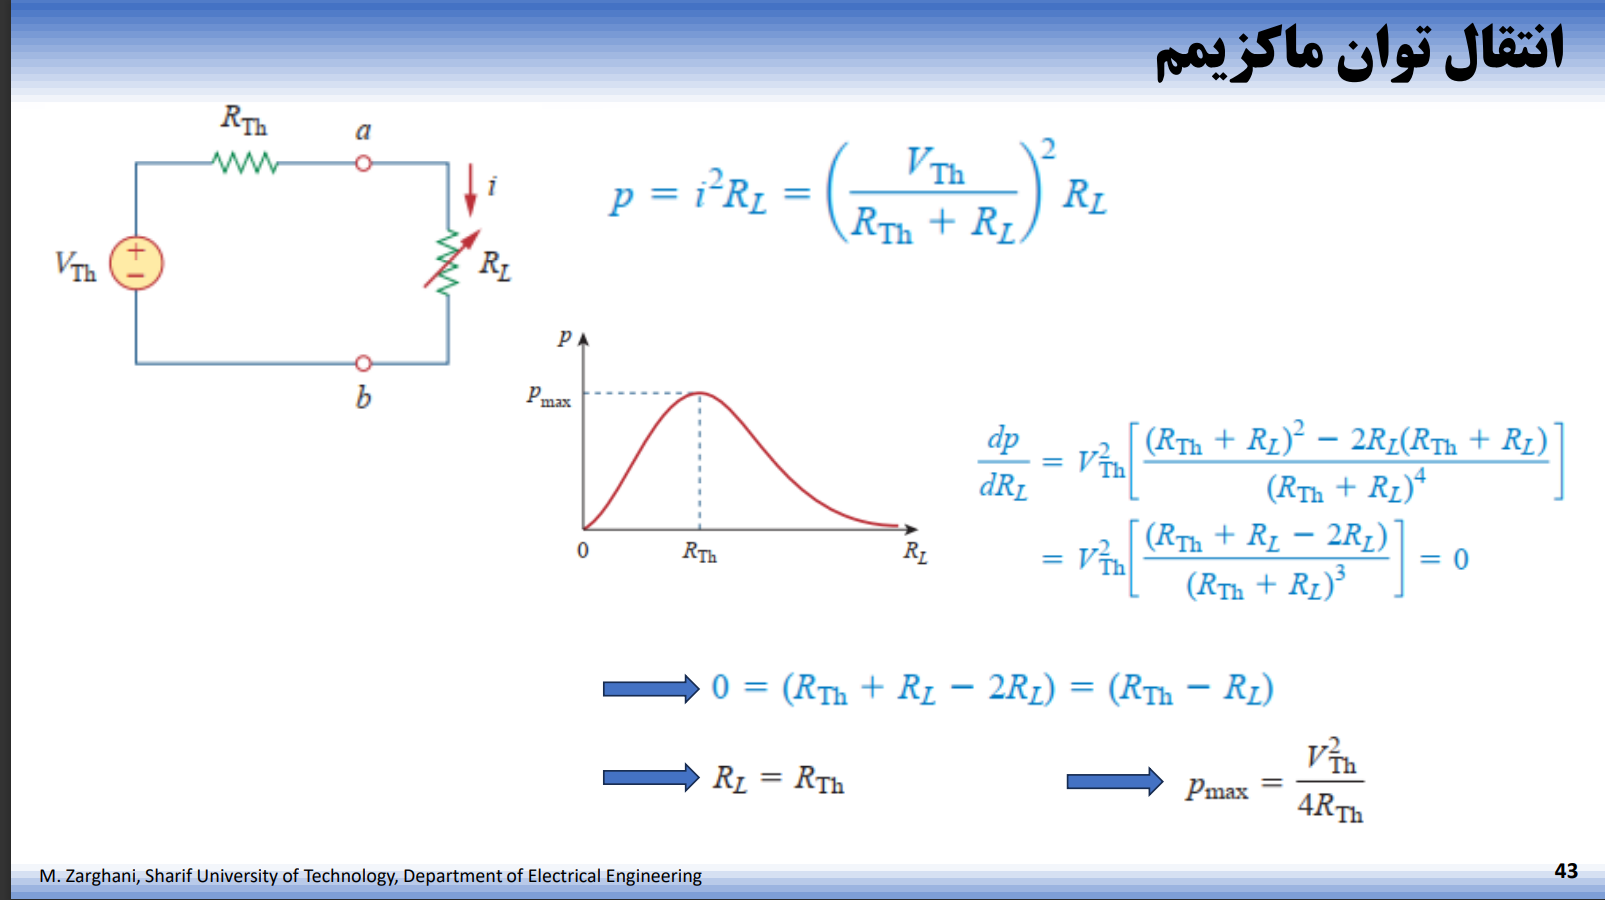 انتقال توان ماکزیمم
R_Th
a
i
V_Th
+
−
R_L
b
p = i²R_L = (V_Th / (R_Th + R_L))² R_L
p
p_max
0
R_Th
R_L
dp/dR_L = V²_Th [((R_Th + R_L)² − 2R_L(R_Th + R_L)) / (R_Th + R_L)⁴]
= V²_Th [(R_Th + R_L − 2R_L) / (R_Th + R_L)³] = 0
0 = (R_Th + R_L − 2R_L) = (R_Th − R_L)
R_L = R_Th
p_max = V²_Th / 4R_Th
M. Zarghani, Sharif University of Technology, Department of Electrical Engineering
43